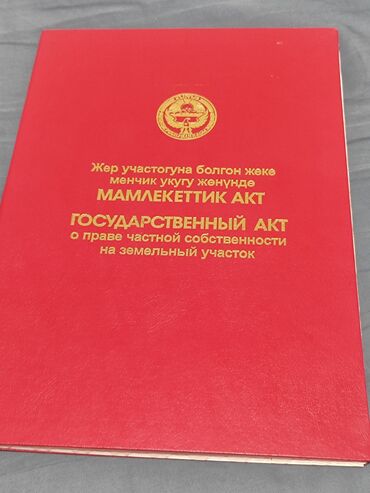 Жер участогуна болгон жеке
менчик укугу жөнүндө
МАМЛЕКЕТТИК АКТ
ГОСУДАРСТВЕННЫЙ АКТ
о праве частной собственности
на земельный участок